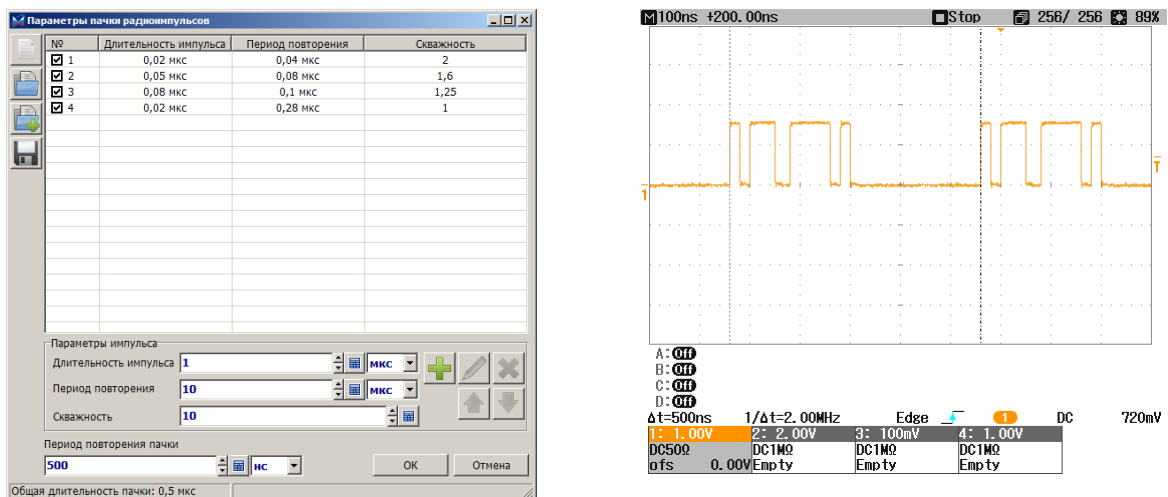 Параметры пачки радиоимпульсов
№ Длительность импульса Период повторения Скважность
1 0,02 мкс 0,04 мкс 2
2 0,05 мкс 0,08 мкс 1,6
3 0,08 мкс 0,1 мкс 1,25
4 0,02 мкс 0,28 мкс 1
Параметры импульса
Длительность импульса 1 мкс
Период повторения 10 мкс
Скважность 10
Период повторения пачки
500 нс OK Отмена
Общая длительность пачки: 0,5 мкс
M 100ns +200.00ns Stop 256/ 256 89%
T
1
A: Off
B: Off
C: Off
D: Off
Δt=500ns 1/Δt=2.00MHz Edge 1 DC 720mV
1: 1.00V 2: 2.00V 3: 100mV 4: 1.00V
DC50Ω DC1MΩ DC1MΩ DC1MΩ
ofs 0.00V Empty Empty Empty